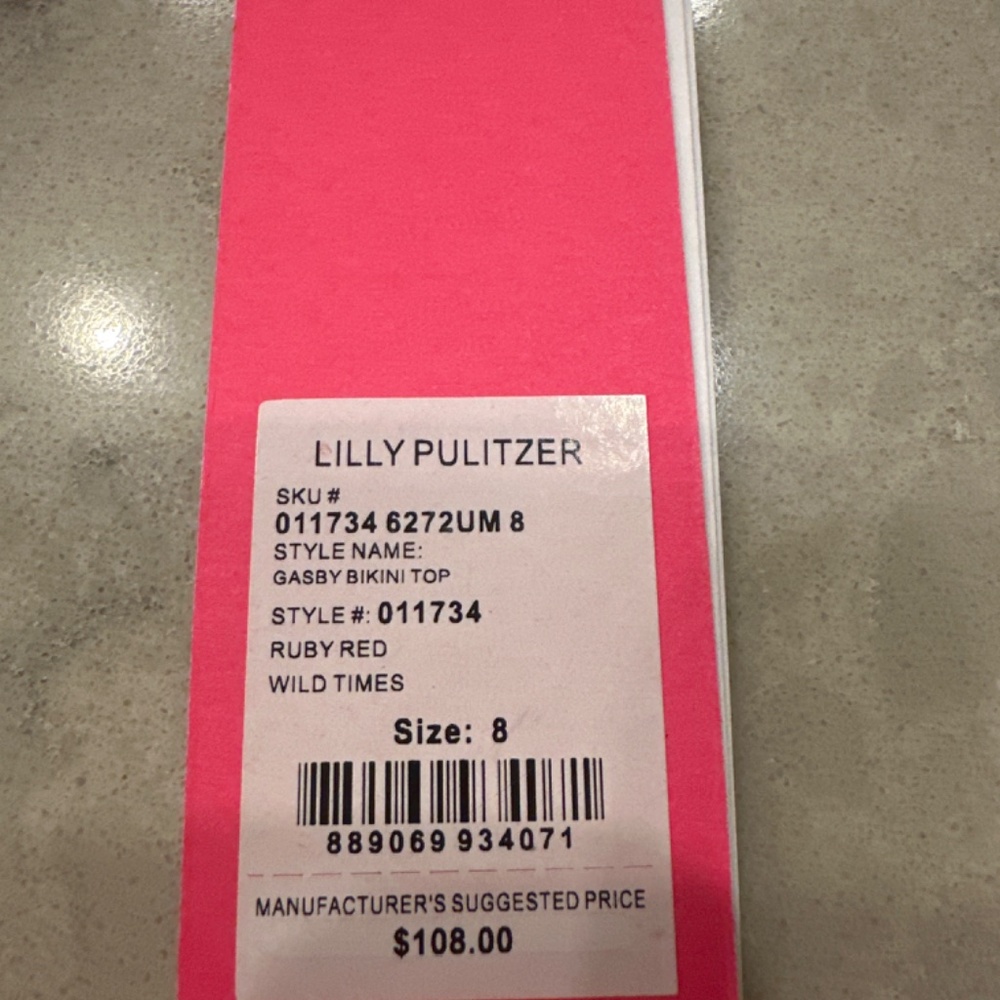 LILLY PULITZER
SKU #
011734 6272UM 8
STYLE NAME:
GASBY BIKINI TOP
STYLE #: 011734
RUBY RED
WILD TIMES
Size: 8
889069 934071
MANUFACTURER'S SUGGESTED PRICE
$108.00